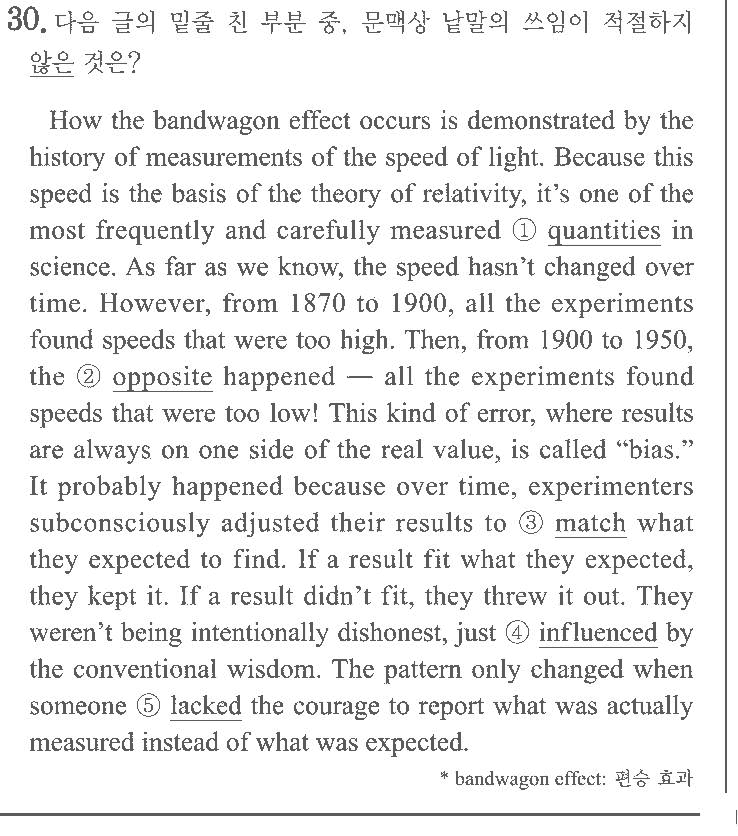 30. 다음 글의 밑줄 친 부분 중, 문맥상 낱말의 쓰임이 적절하지
않은 것은?
How the bandwagon effect occurs is demonstrated by the
history of measurements of the speed of light. Because this
speed is the basis of the theory of relativity, it’s one of the
most frequently and carefully measured ① quantities in
science. As far as we know, the speed hasn’t changed over
time. However, from 1870 to 1900, all the experiments
found speeds that were too high. Then, from 1900 to 1950,
the ② opposite happened — all the experiments found
speeds that were too low! This kind of error, where results
are always on one side of the real value, is called “bias.”
It probably happened because over time, experimenters
subconsciously adjusted their results to ③ match what
they expected to find. If a result fit what they expected,
they kept it. If a result didn’t fit, they threw it out. They
weren’t being intentionally dishonest, just ④ influenced by
the conventional wisdom. The pattern only changed when
someone ⑤ lacked the courage to report what was actually
measured instead of what was expected.
* bandwagon effect: 편승 효과